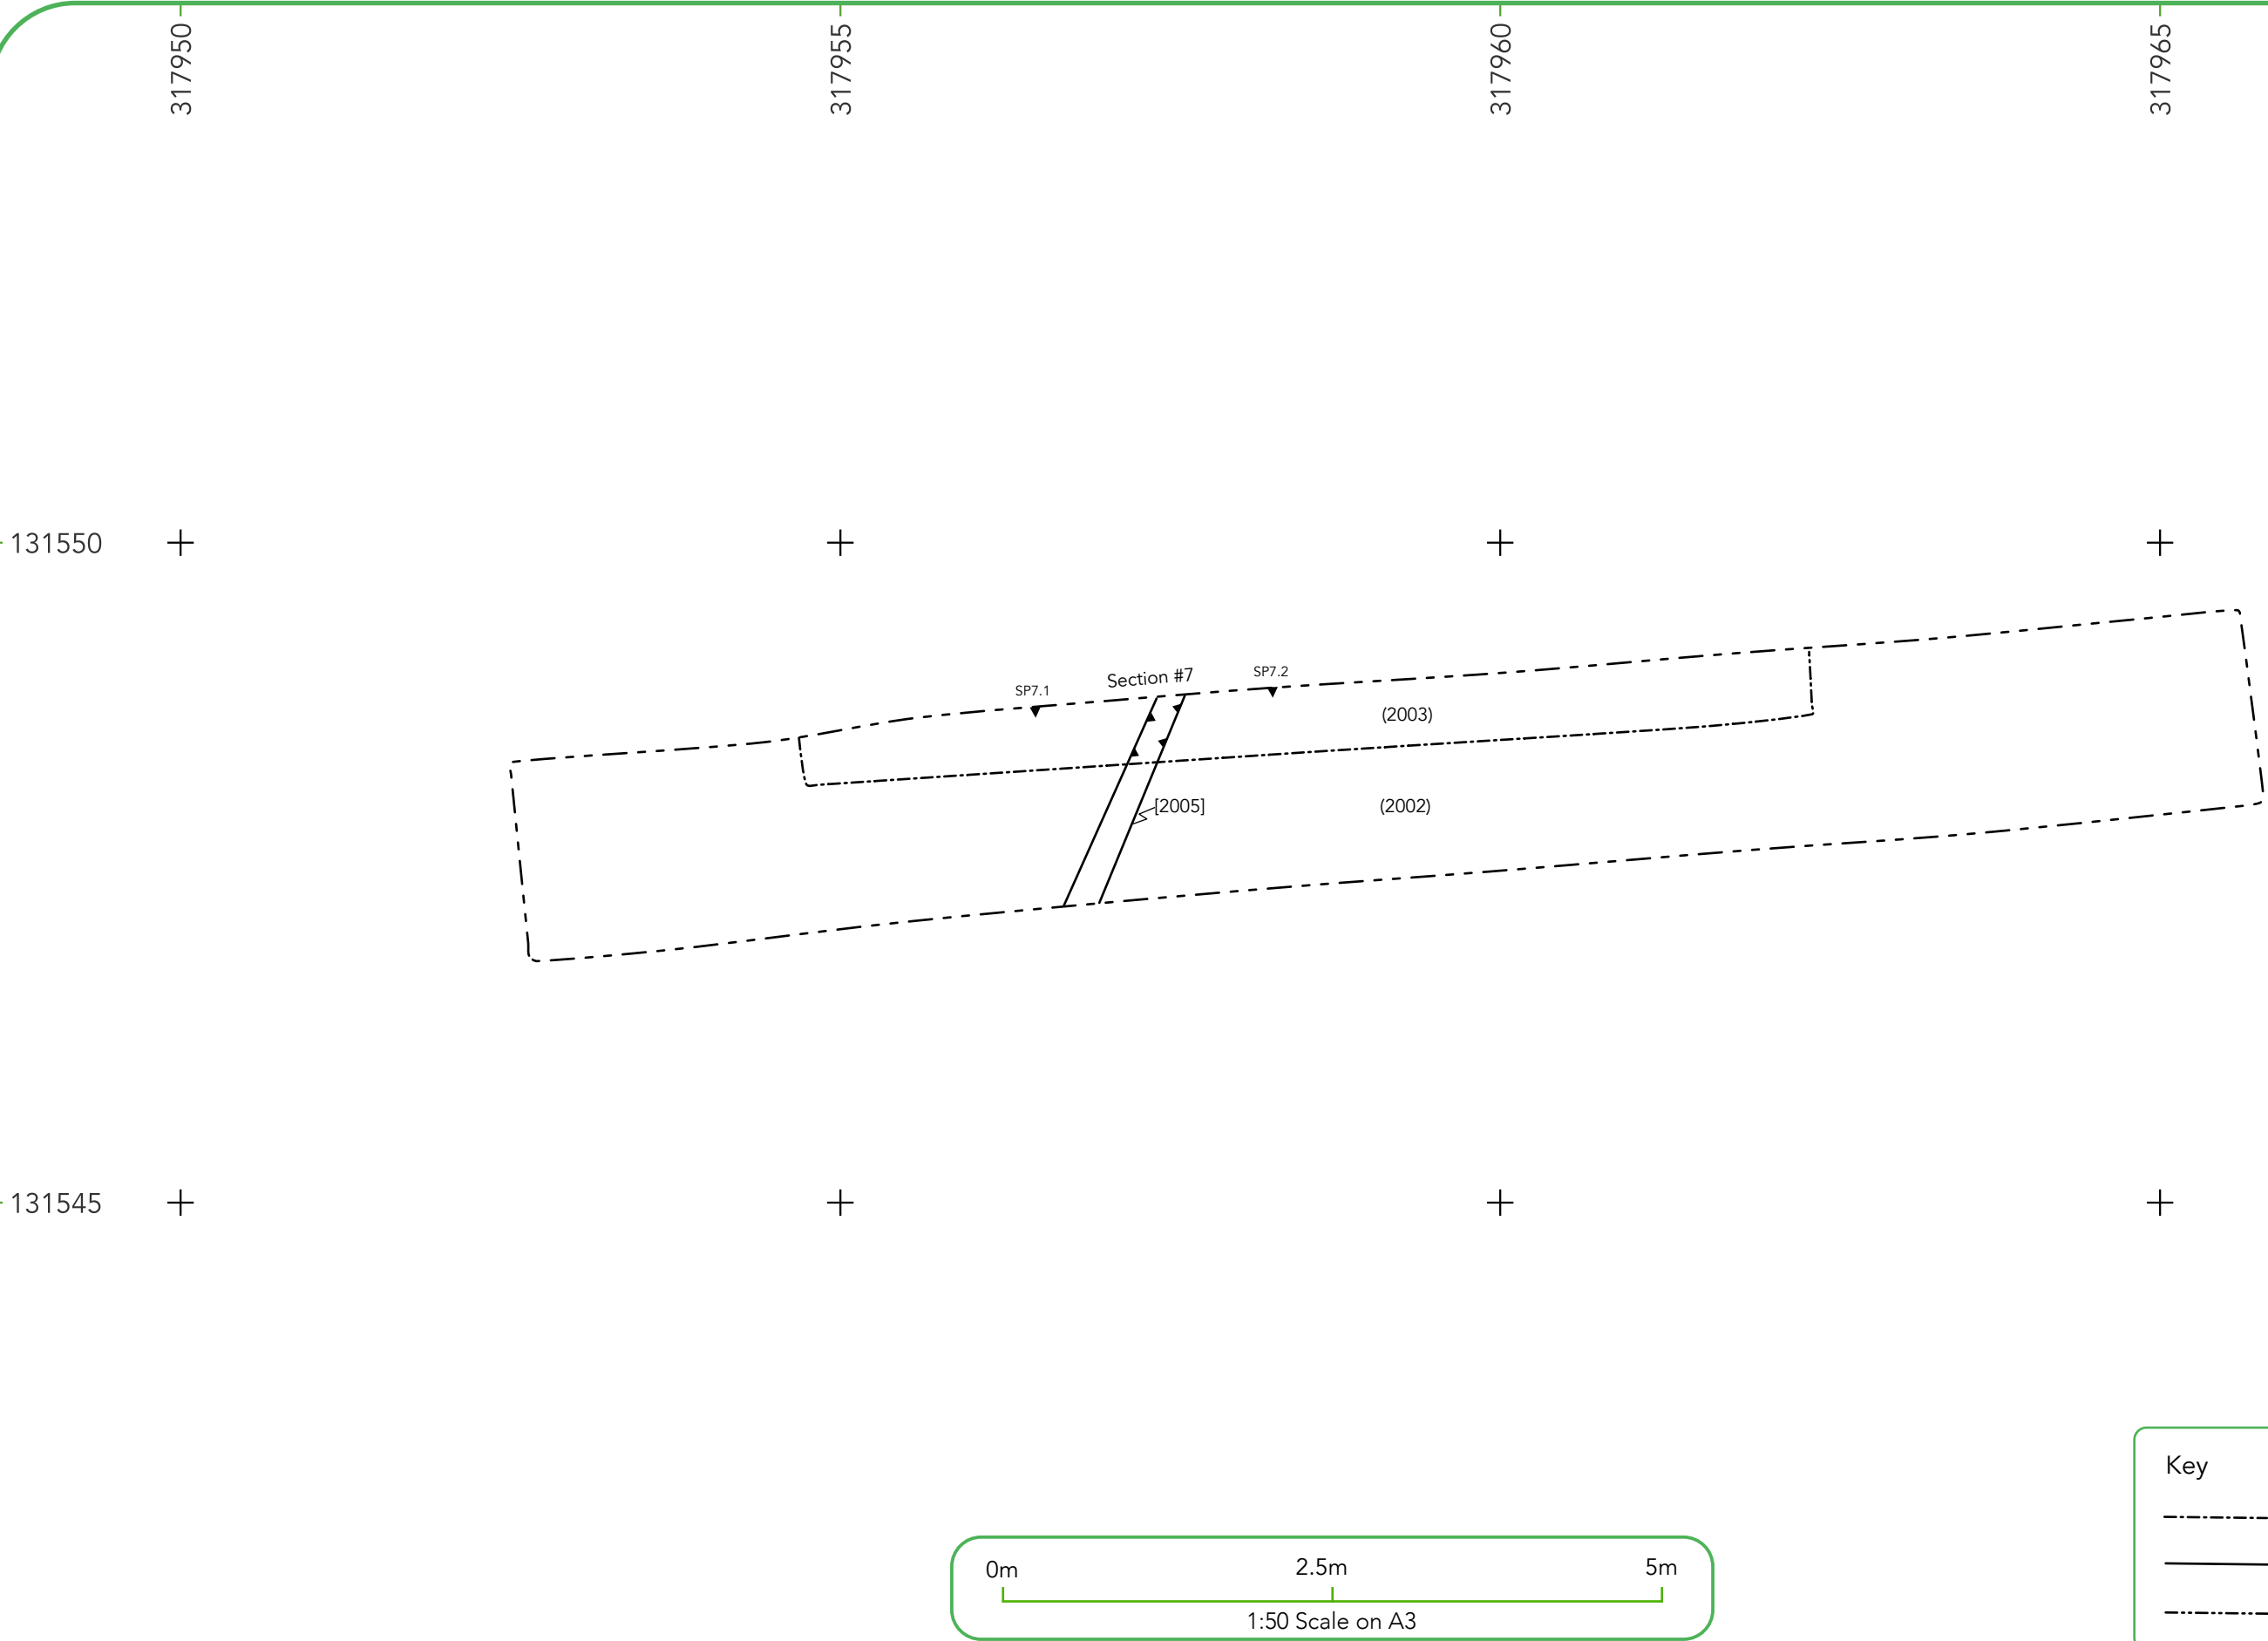 317950
317955
317960
317965
131550
SP7.1
Section #7
SP7.2
(2003)
[2005]
(2002)
131545
Key
0m 2.5m 5m
1:50 Scale on A3